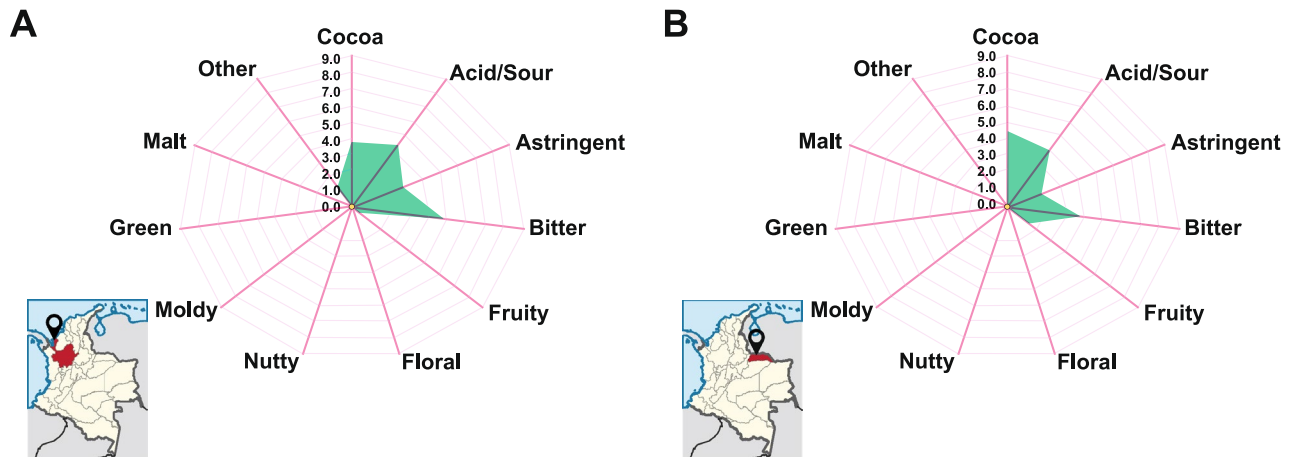 A
Cocoa
9.0
8.0
7.0
6.0
5.0
4.0
3.0
2.0
1.0
0.0
Acid/Sour
Astringent
Bitter
Fruity
Floral
Nutty
Moldy
Green
Malt
Other
B
Cocoa
9.0
8.0
7.0
6.0
5.0
4.0
3.0
2.0
1.0
0.0
Acid/Sour
Astringent
Bitter
Fruity
Floral
Nutty
Moldy
Green
Malt
Other